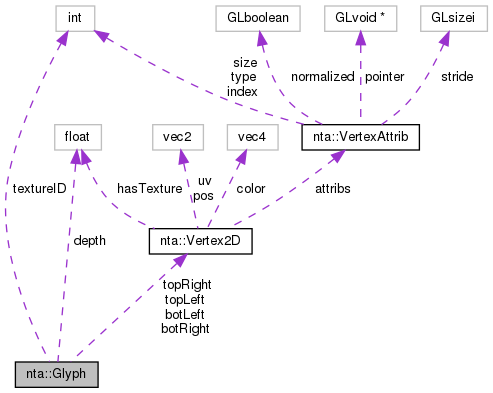 int
GLboolean
GLvoid *
GLsizei
size
type
index
normalized
pointer
stride
float
vec2
vec4
nta::VertexAttrib
textureID
hasTexture
uv
pos
color
attribs
depth
nta::Vertex2D
topRight
topLeft
botLeft
botRight
nta::Glyph